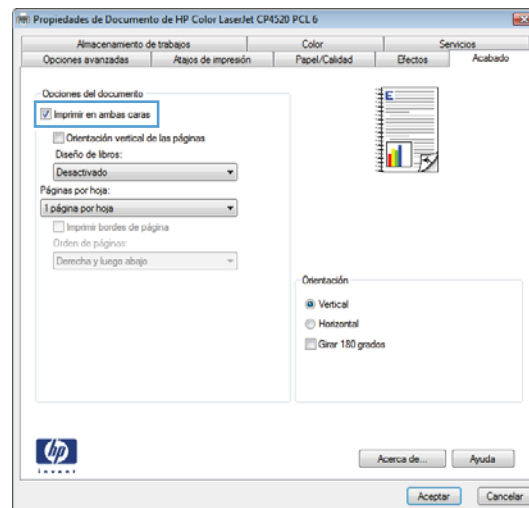 Propiedades de Documento de HP Color LaserJet CP4520 PCL 6
Almacenamiento de trabajos Color Servicios
Opciones avanzadas Atajos de impresión Papel/Calidad Efectos Acabado
Opciones del documento
Imprimir en ambas caras
Orientación vertical de las páginas
Diseño de libros:
Desactivado
Páginas por hoja:
1 página por hoja
Imprimir bordes de página
Orden de páginas:
Derecha y luego abajo
E
Orientación
Vertical
Horizontal
Girar 180 grados
hp
invent
Acerca de... Ayuda
Aceptar Cancelar